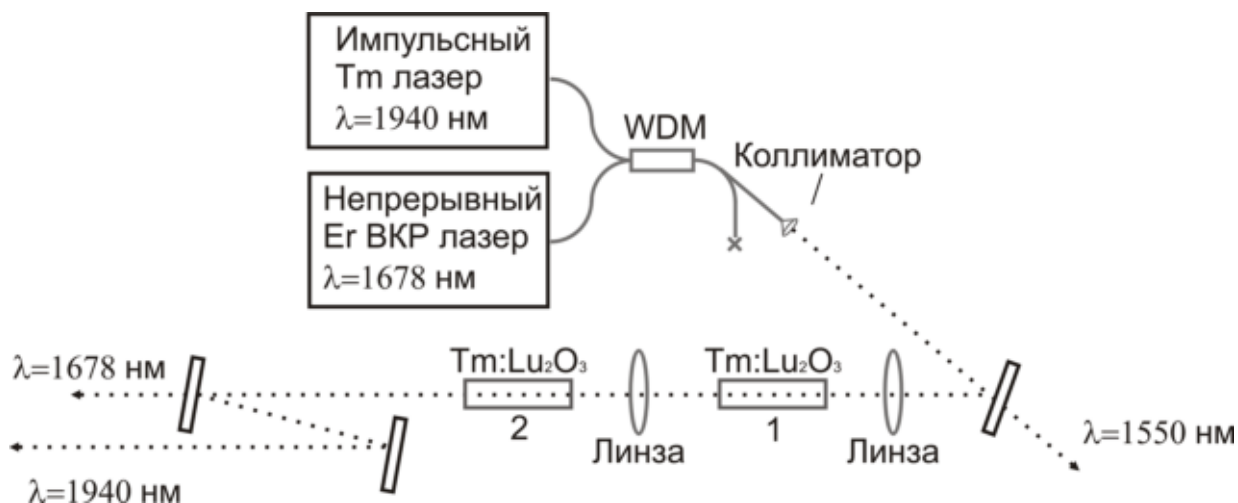 Импульсный
Tm лазер
λ=1940 нм
WDM
Коллиматор
Непрерывный
Er ВКР лазер
λ=1678 нм
λ=1678 нм
Tm:Lu₂O₃
Tm:Lu₂O₃
2
Линза
1
Линза
λ=1550 нм
λ=1940 нм